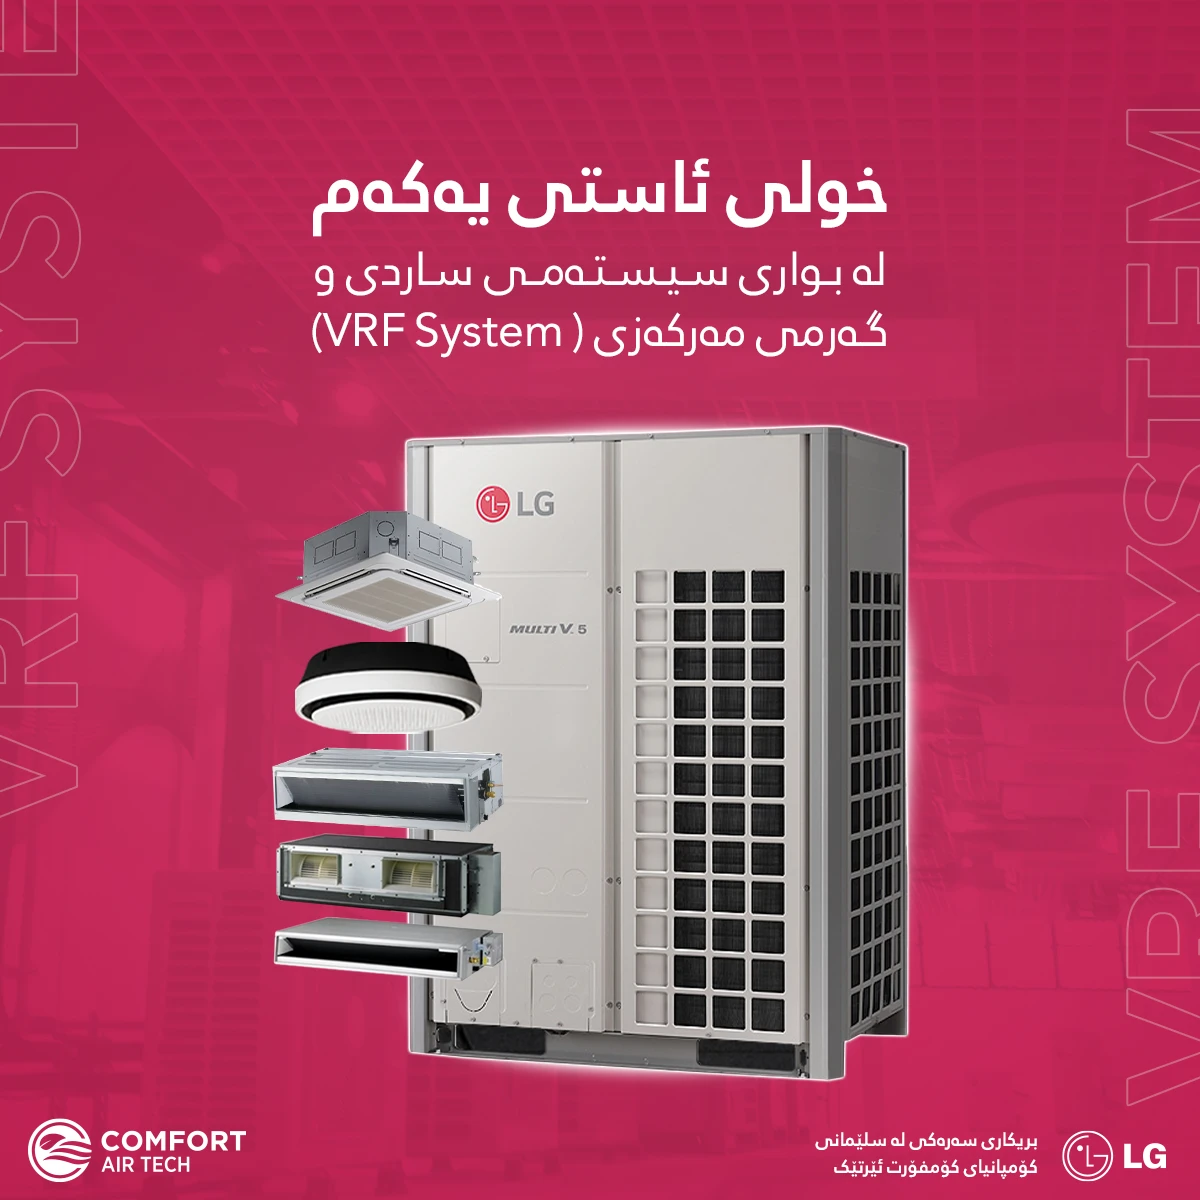 خولی ئاستی یەکەم
لە بواری سیستەمی ساردی و
گەرمی مەرکەزی ( VRF System)
VRF SYSTE
VRF SYSTEM
LG
MULTI V. 5
COMFORT
AIR TECH
بریکاری سەرەکی لە سلێمانی
کۆمپانیای کۆمفۆرت ئێرتێک
LG